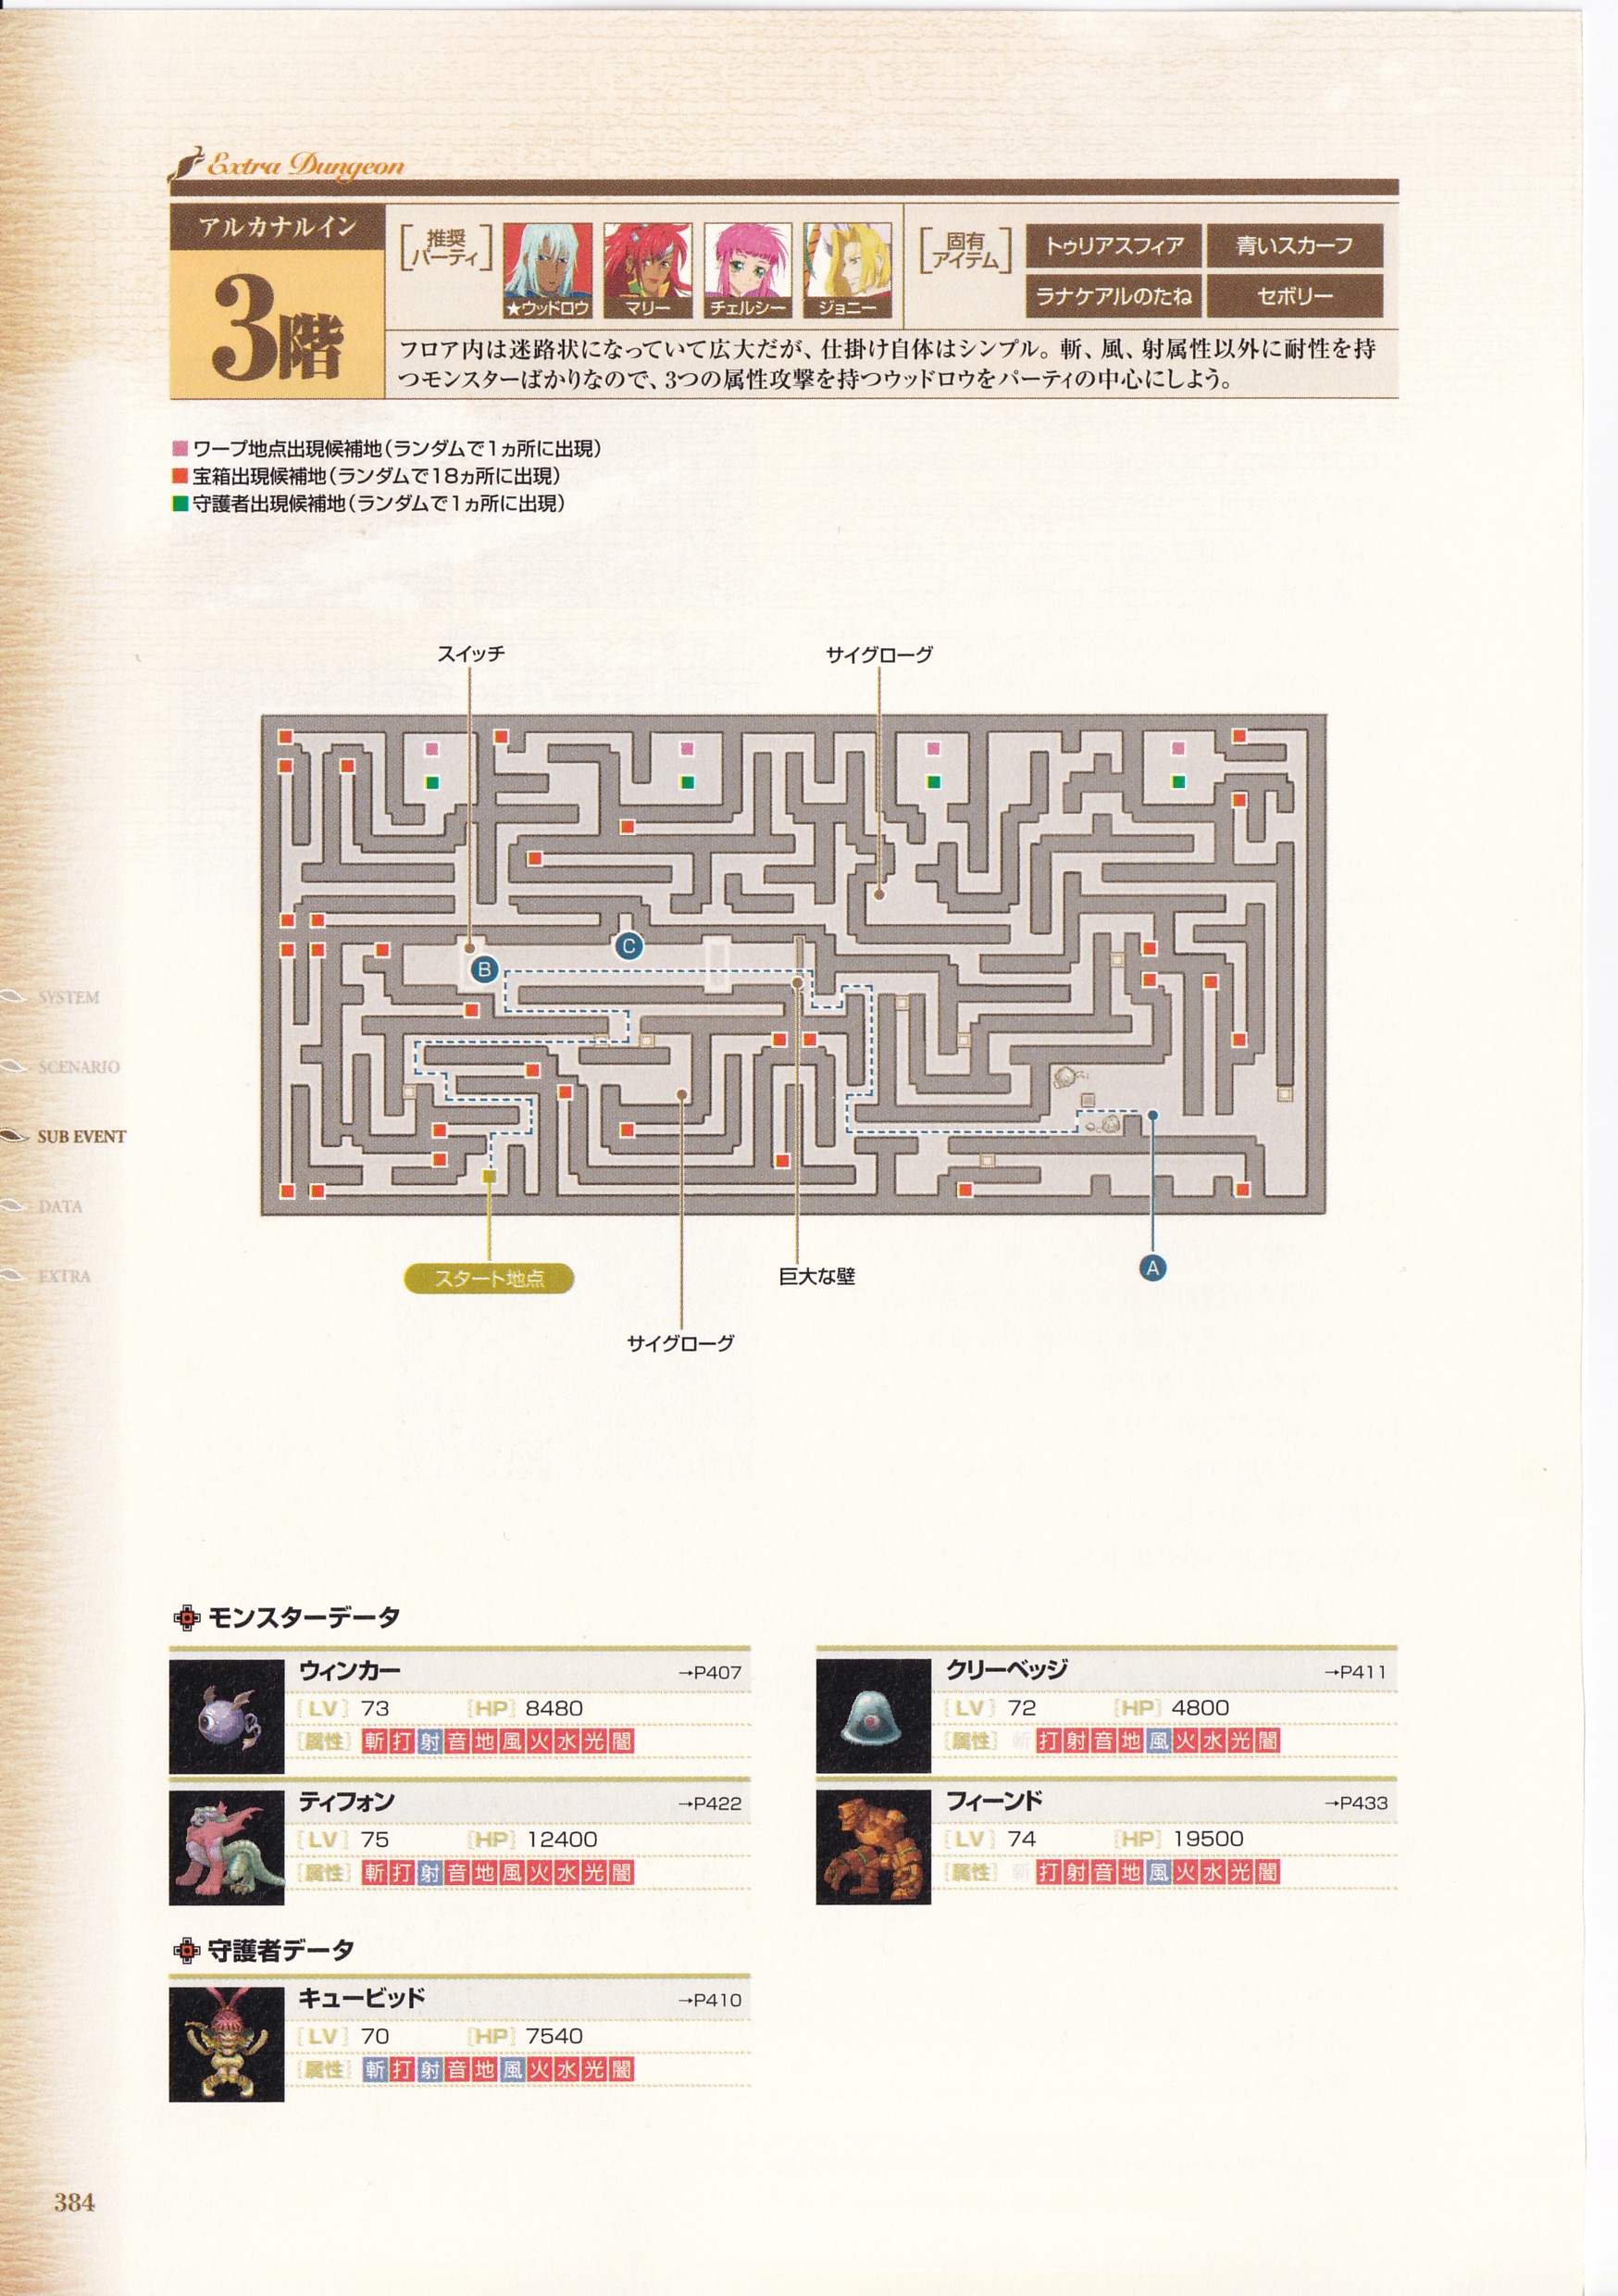 Extra Dungeon
アルカナルイン
3階
[推奨パーティ]
★ウッドロウ
マリー
チェルシー
ジョニー
[固有アイテム]
トゥリアスフィア
青いスカーフ
ラナケアルのたね
セボリー
フロア内は迷路状になっていて広大だが、仕掛け自体はシンプル。斬、風、射属性以外に耐性を持
つモンスターばかりなので、3つの属性攻撃を持つウッドロウをパーティの中心にしよう。
ワープ地点出現候補地(ランダムで1ヵ所に出現)
宝箱出現候補地(ランダムで18ヵ所に出現)
守護者出現候補地(ランダムで1ヵ所に出現)
スイッチ
サイグローグ
C
B
スタート地点
巨大な壁
A
サイグローグ
SYSTEM
SCENARIO
SUB EVENT
DATA
EXTRA
モンスターデータ
ウィンカー →P407
[LV] 73 [HP] 8480
[属性] 斬打射音地風火水光闇
クリーベッジ →P411
[LV] 72 [HP] 4800
[属性] 斬打射音地風火水光闇
ティフォン →P422
[LV] 75 [HP] 12400
[属性] 斬打射音地風火水光闇
フィーンド →P433
[LV] 74 [HP] 19500
[属性] 斬打射音地風火水光闇
守護者データ
キュービッド →P410
[LV] 70 [HP] 7540
[属性] 斬打射音地風火水光闇
384